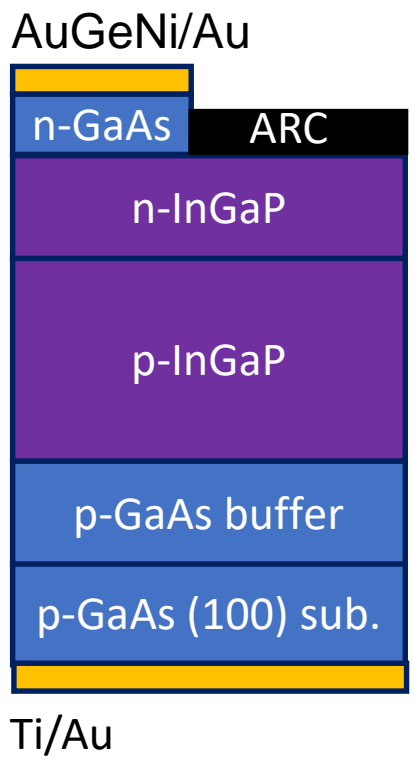 AuGeNi/Au
n-GaAs
ARC
n-InGaP
p-InGaP
p-GaAs buffer
p-GaAs (100) sub.
Ti/Au